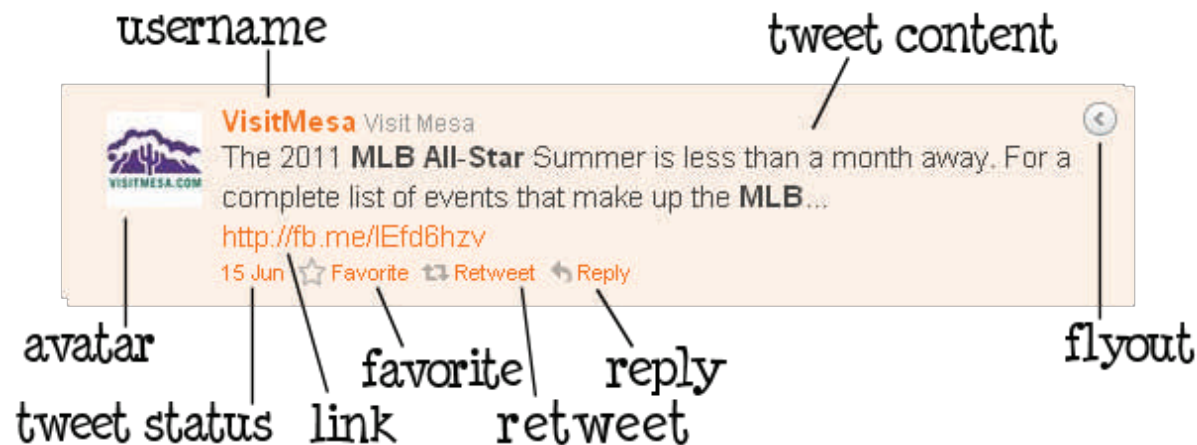 username
tweet content
VisitMesa Visit Mesa
The 2011 MLB All-Star Summer is less than a month away. For a
complete list of events that make up the MLB...
http://fb.me/lEfd6hzv
VISITMESA.COM
15 Jun Favorite Retweet Reply
avatar
favorite
reply
flyout
tweet status
link
retweet